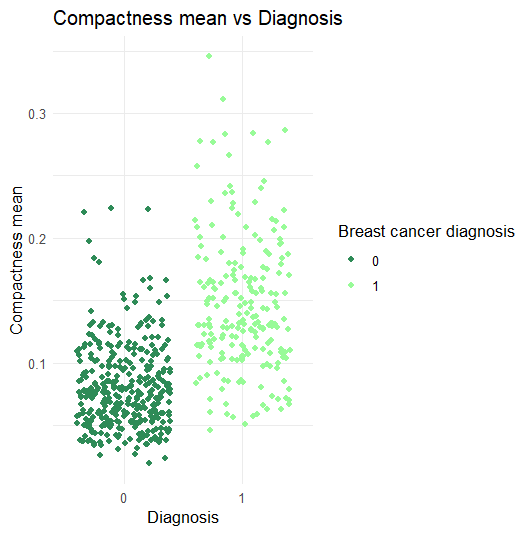 Compactness mean vs Diagnosis
Compactness mean
0.3
0.2
0.1
0
1
Diagnosis
Breast cancer diagnosis
0
1